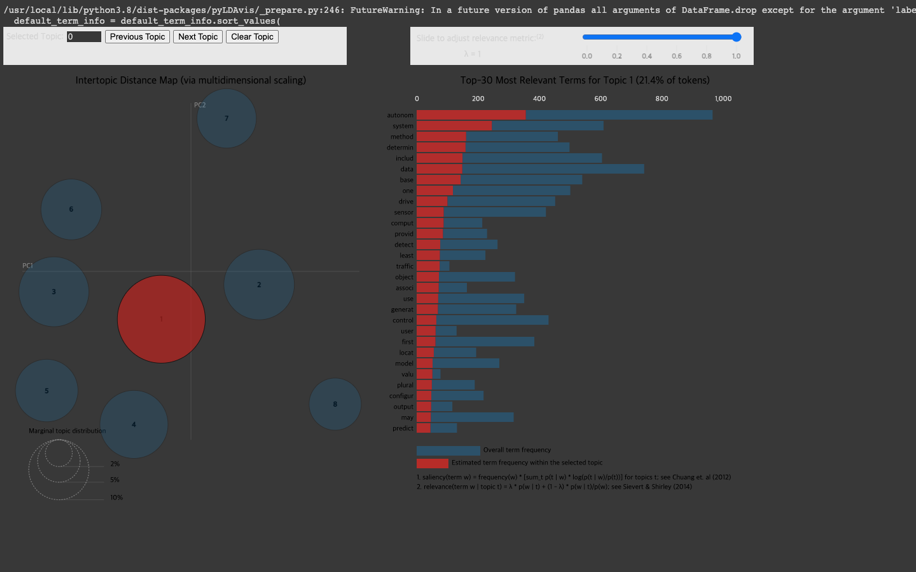 /usr/local/lib/python3.8/dist-packages/pyLDAvis/_prepare.py:246: FutureWarning: In a future version of pandas all arguments of DataFrame.drop except for the argument 'labe
default_term_info = default_term_info.sort_values(
Selected Topic: 0 Previous Topic Next Topic Clear Topic
Slide to adjust relevance metric:(2)
λ = 1
0.0 0.2 0.4 0.6 0.8 1.0
Intertopic Distance Map (via multidimensional scaling)
PC2
PC1
7
6
3
2
1
5
4
8
Marginal topic distribution
2%
5%
10%
Top-30 Most Relevant Terms for Topic 1 (21.4% of tokens)
0 200 400 600 800 1,000
autonom
system
method
determin
includ
data
base
one
drive
sensor
comput
provid
detect
least
traffic
object
associ
use
generat
control
user
first
locat
model
valu
plural
configur
output
may
predict
Overall term frequency
Estimated term frequency within the selected topic
1. saliency(term w) = frequency(w) * [sum_t p(t | w) * log(p(t | w)/p(t))] for topics t; see Chuang et. al (2012)
2. relevance(term w | topic t) = λ * p(w | t) + (1 - λ) * p(w | t)/p(w); see Sievert & Shirley (2014)